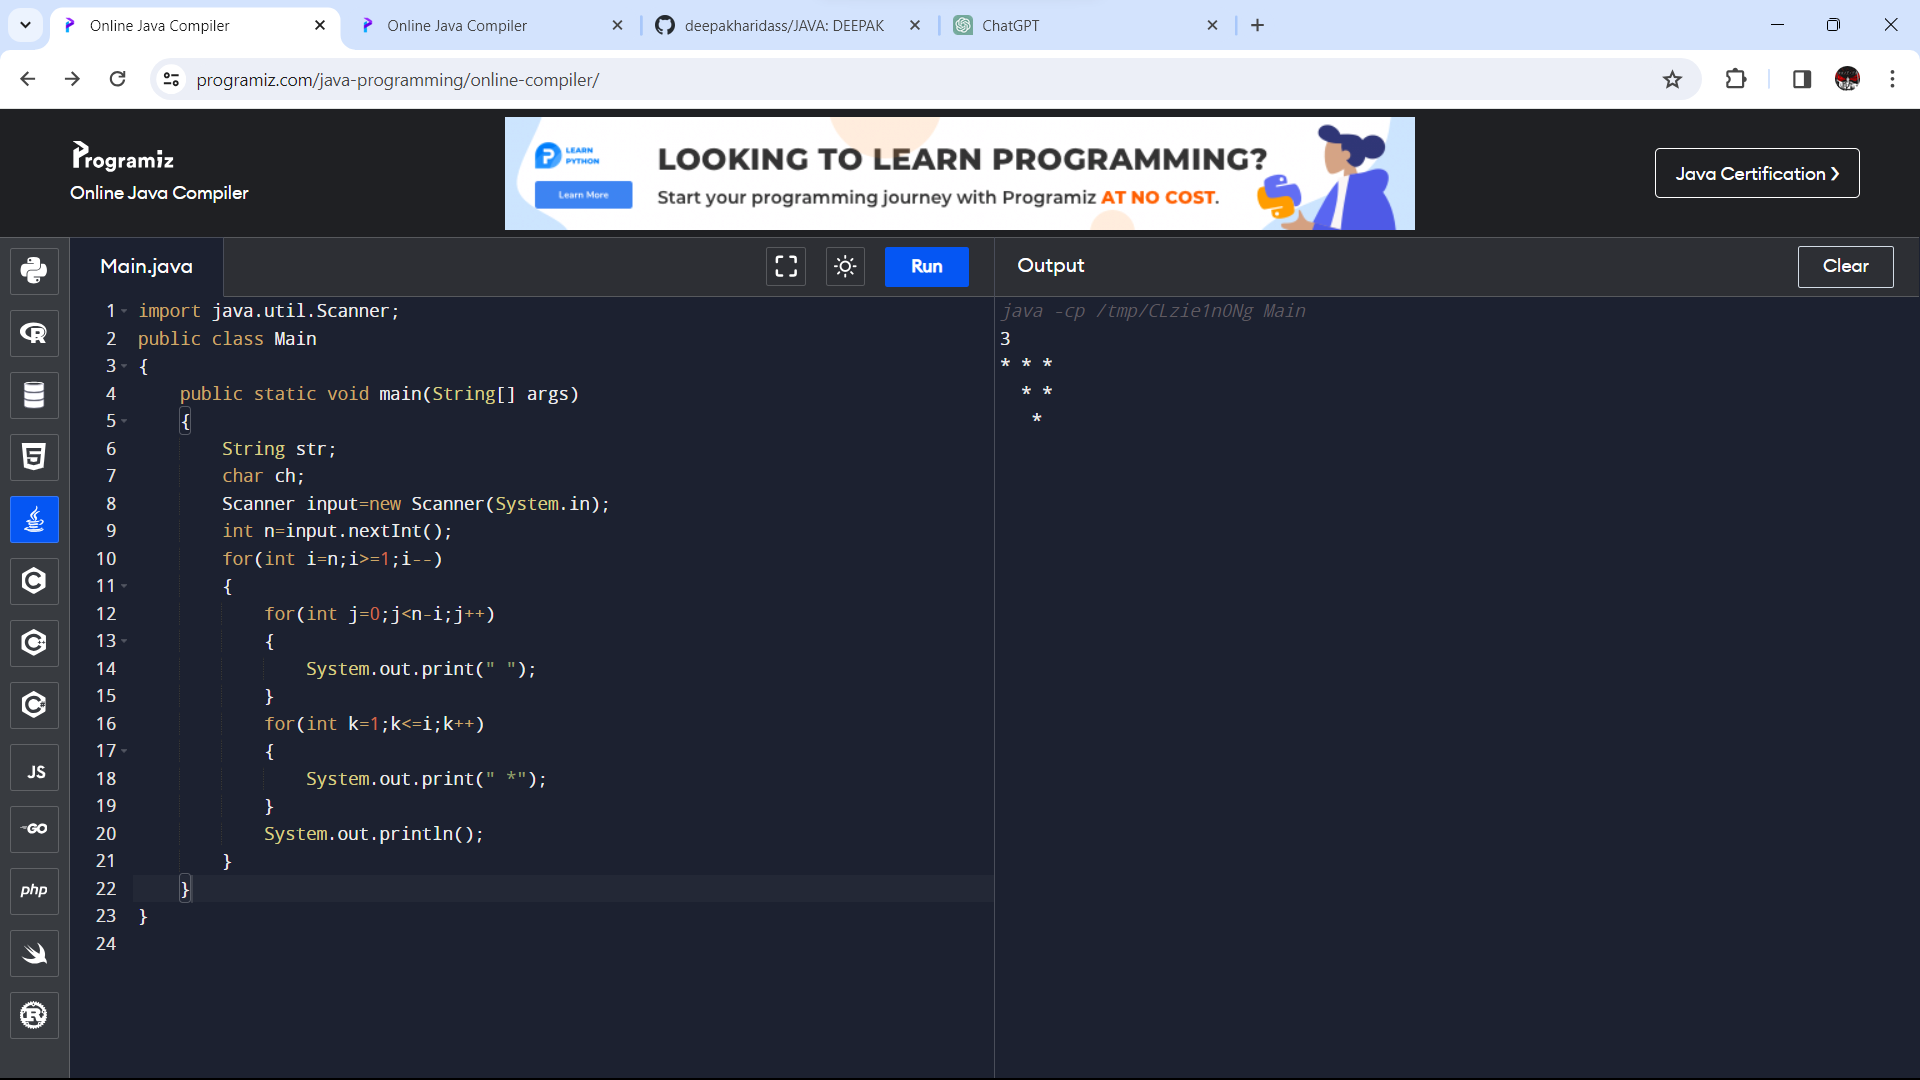 Online Java Compiler
Online Java Compiler
deepakharidass/JAVA: DEEPAK
ChatGPT
programiz.com/java-programming/online-compiler/
Programiz
Online Java Compiler
LEARN
PYTHON
Learn More
LOOKING TO LEARN PROGRAMMING?
Start your programming journey with Programiz AT NO COST.
Java Certification ❯
Main.java
Run
Output
Clear
1 import java.util.Scanner;
2 public class Main
3 {
4     public static void main(String[] args)
5     {
6         String str;
7         char ch;
8         Scanner input=new Scanner(System.in);
9         int n=input.nextInt();
10         for(int i=n;i>=1;i--)
11         {
12             for(int j=0;j<n-i;j++)
13             {
14                 System.out.print(" ");
15             }
16             for(int k=1;k<=i;k++)
17             {
18                 System.out.print(" *");
19             }
20             System.out.println();
21         }
22     }
23 }
24
java -cp /tmp/CLzie1n0Ng Main
3
* * *
  * *
   *
JS
GO
php